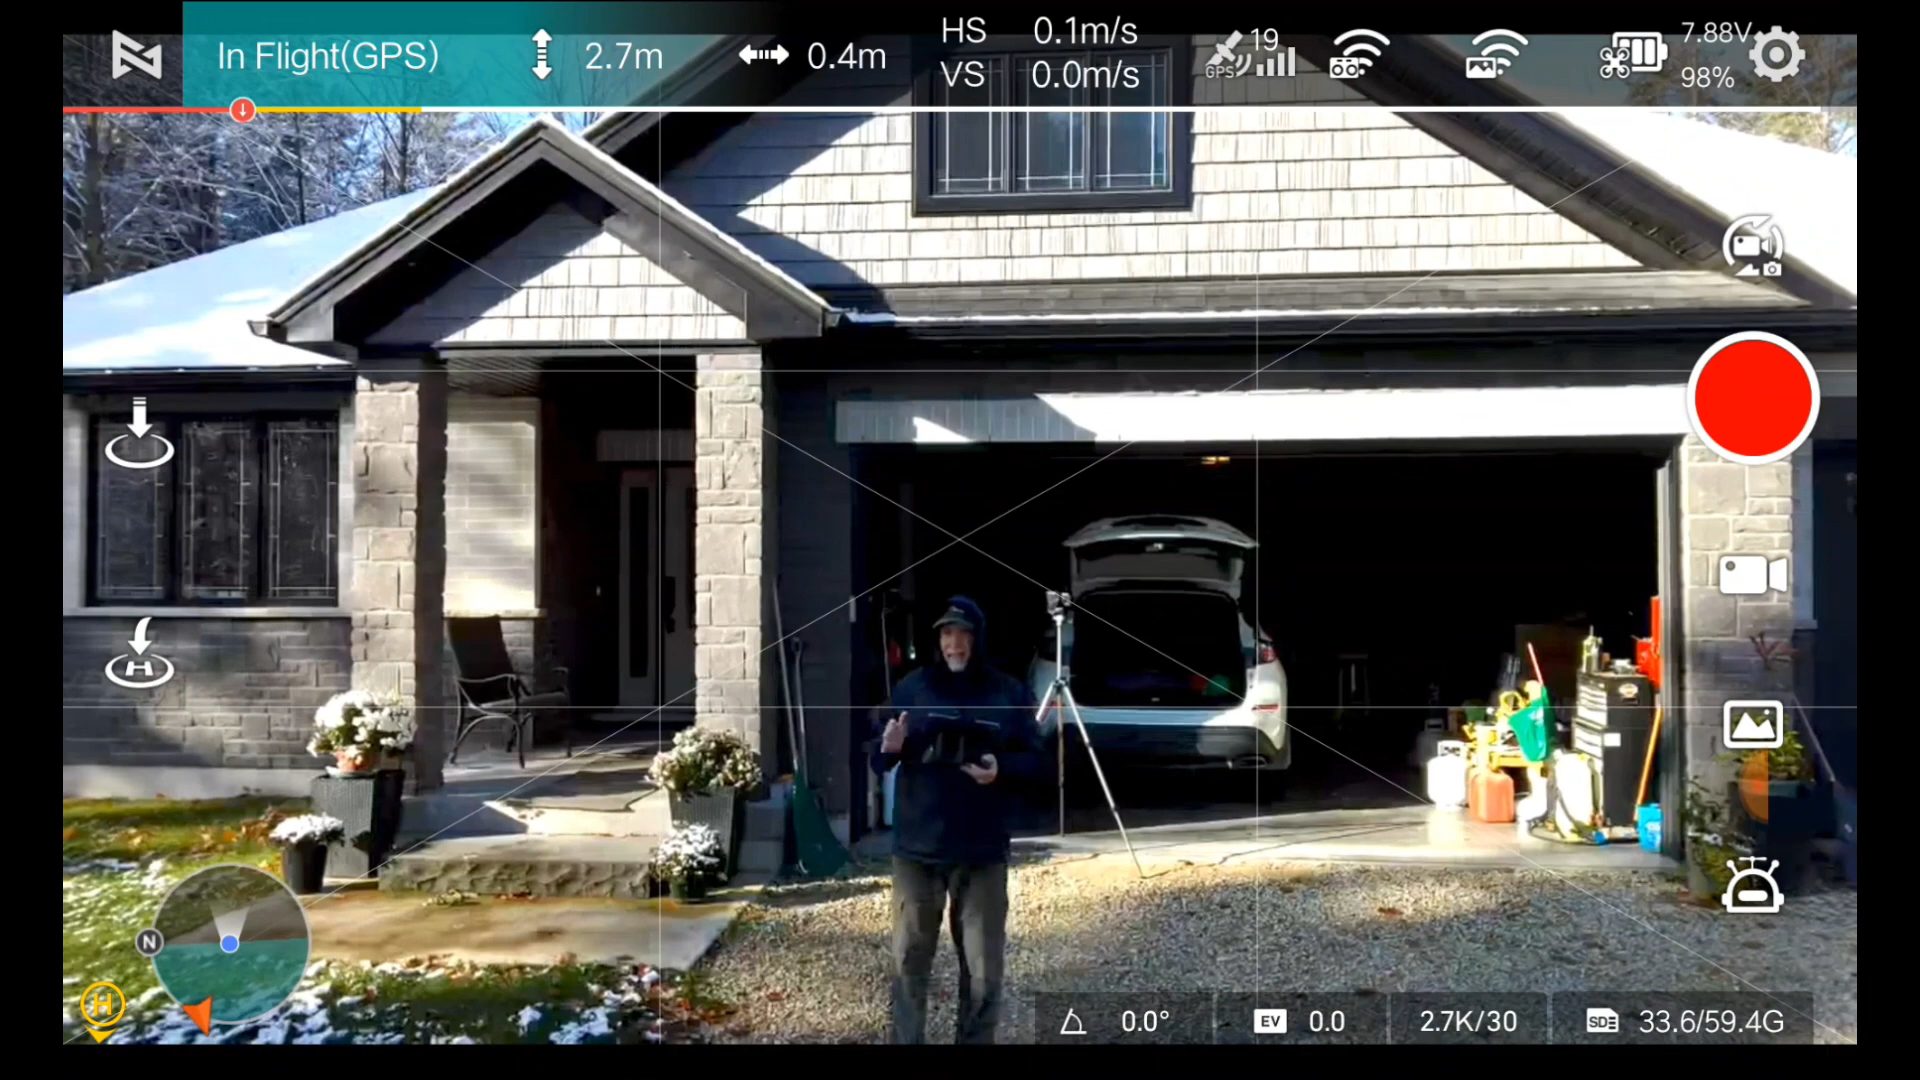 In Flight(GPS)
2.7m
0.4m
HS 0.1m/s
VS 0.0m/s
GPS
19
7.88V
98%
H
N
H
0.0°
EV 0.0
2.7K/30
SD 33.6/59.4G